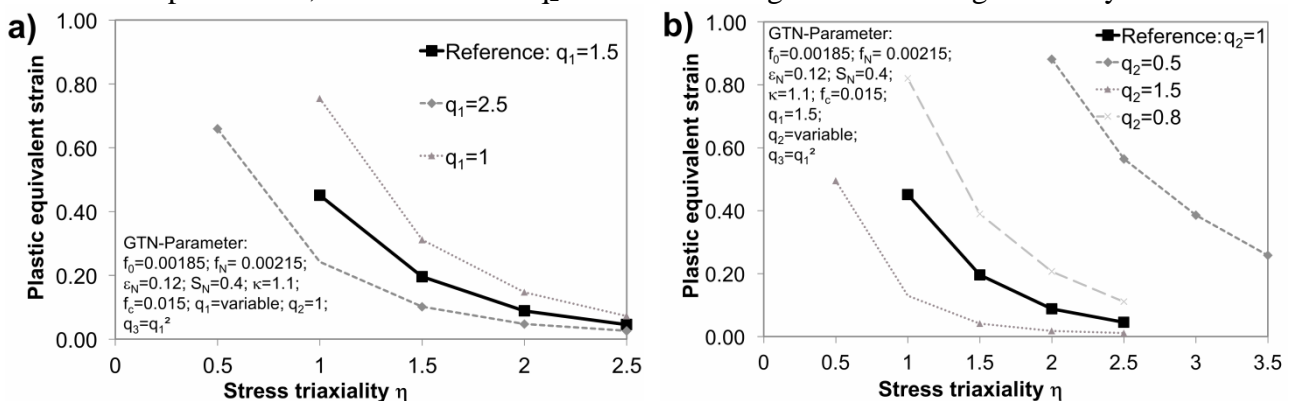 a)
1.00
0.80
0.60
0.40
0.20
0.00
Plastic equivalent strain
Reference: q₁=1.5
q₁=2.5
q₁=1
GTN-Parameter:
f₀=0.00185; f_N= 0.00215;
ε_N=0.12; S_N=0.4; κ=1.1;
f_c=0.015; q₁=variable; q₂=1;
q₃=q₁²
0 0.5 1 1.5 2 2.5
Stress triaxiality η
b)
1.00
0.80
0.60
0.40
0.20
0.00
Plastic equivalent strain
GTN-Parameter:
f₀=0.00185; f_N= 0.00215;
ε_N=0.12; S_N=0.4;
κ=1.1; f_c=0.015;
q₁=1.5;
q₂=variable;
q₃=q₁²
Reference:q₂=1
q₂=0.5
q₂=1.5
q₂=0.8
0 0.5 1 1.5 2 2.5 3 3.5
Stress triaxiality η